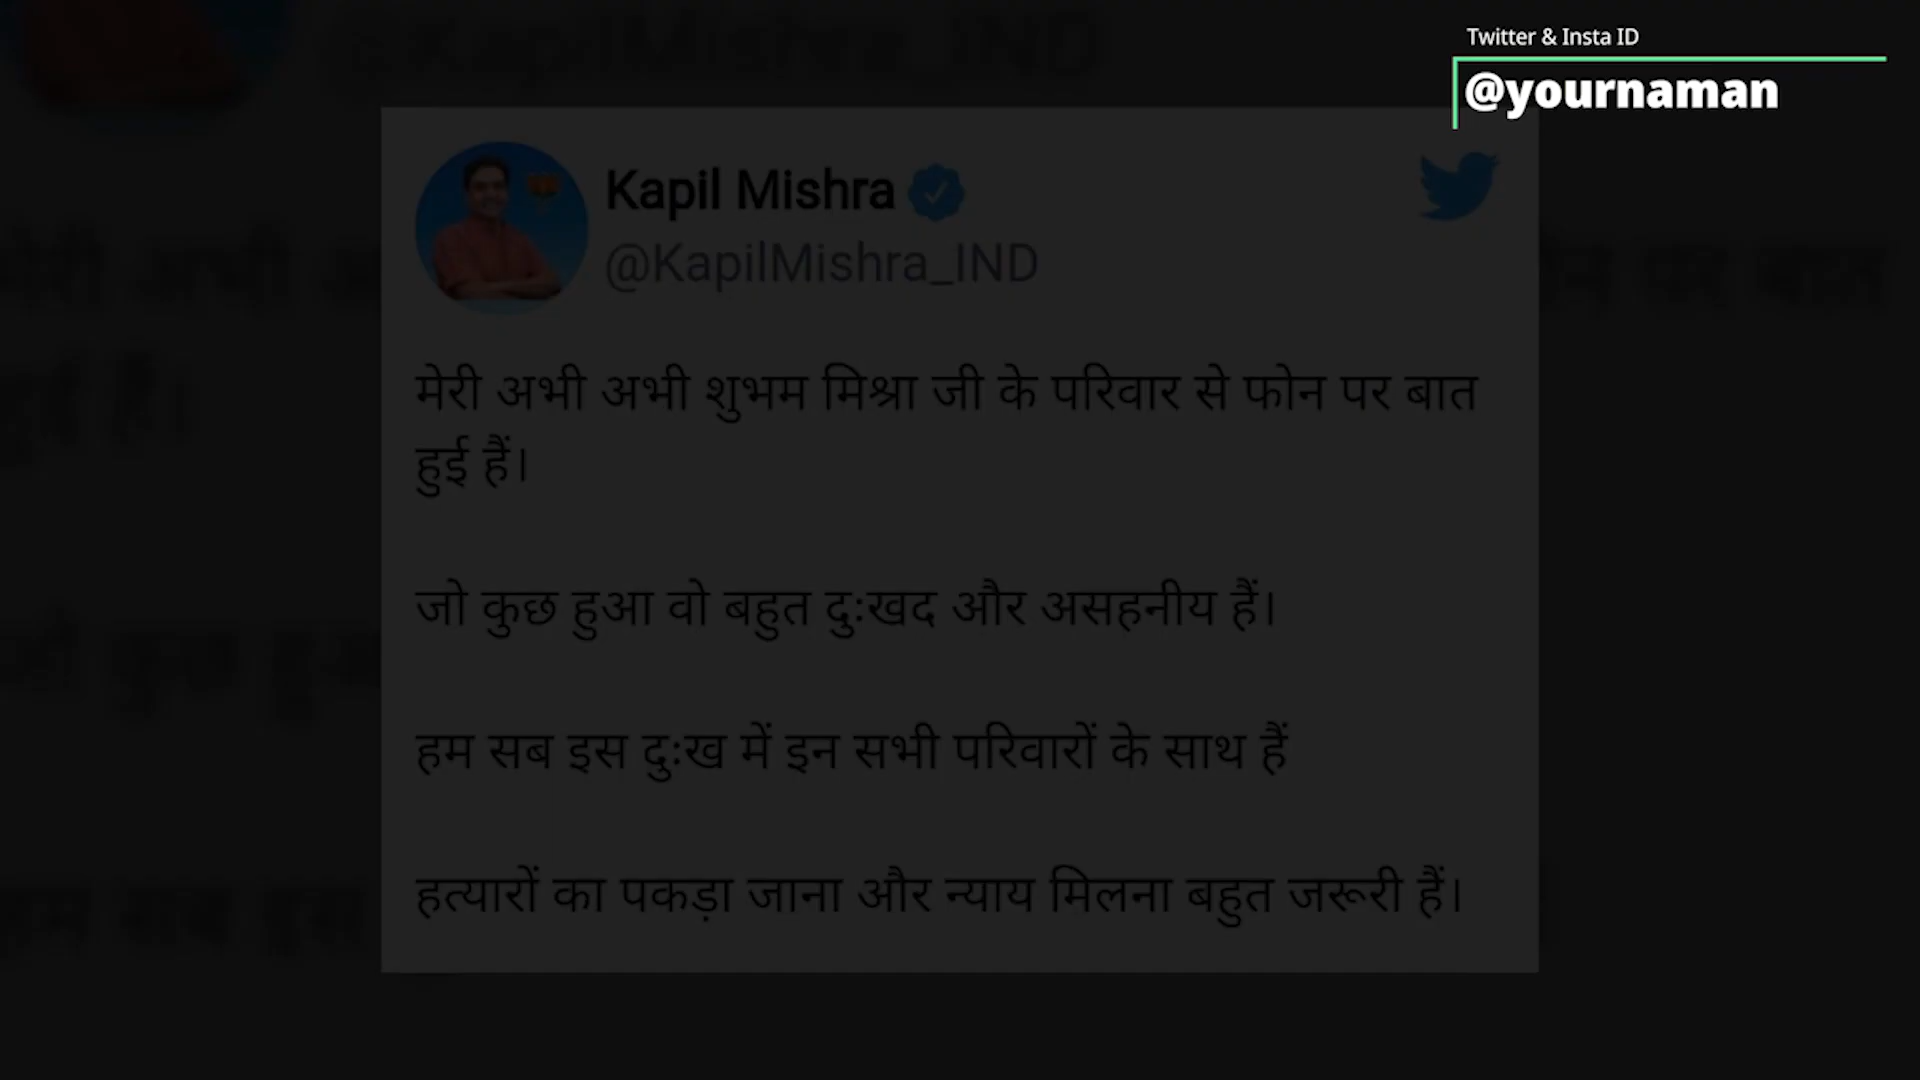 Twitter & Insta ID
@yournaman
Kapil Mishra
@KapilMishra_IND
मेरी अभी अभी शुभम मिश्रा जी के परिवार से फोन पर बात
हुई हैं।
जो कुछ हुआ वो बहुत दुःखद और असहनीय हैं।
हम सब इस दुःख में इन सभी परिवारों के साथ हैं
हत्यारों का पकड़ा जाना और न्याय मिलना बहुत जरूरी हैं।